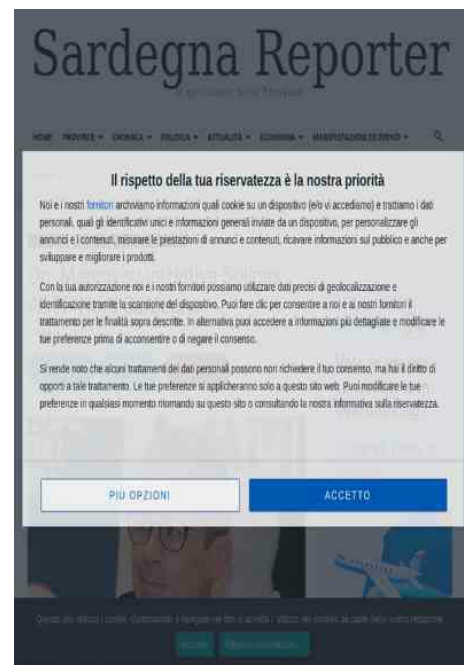 Sardegna Reporter
HOME PROVINCE CRONACA POLITICA ATTUALITÀ ECONOMIA MANIFESTAZIONI ED EVENTI
Il rispetto della tua riservatezza è la nostra priorità
Noi e i nostri fornitori archiviamo informazioni quali cookie su un dispositivo (e/o vi accediamo) e trattiamo i dati
personali, quali gli identificativi unici e informazioni generali inviate da un dispositivo, per personalizzare gli
annunci e i contenuti, misurare le prestazioni di annunci e contenuti, ricavare informazioni sul pubblico e anche per
sviluppare e migliorare i prodotti.
Con la tua autorizzazione noi e i nostri fornitori possiamo utilizzare dati precisi di geolocalizzazione e
identificazione tramite la scansione del dispositivo. Puoi fare clic per consentire a noi e ai nostri fornitori il
trattamento per le finalità sopra descritte. In alternativa puoi accedere a informazioni più dettagliate e modificare le
tue preferenze prima di acconsentire o di negare il consenso.
Si rende noto che alcuni trattamenti dei dati personali possono non richiedere il tuo consenso, ma hai il diritto di
opporti a tale trattamento. Le tue preferenze si applicheranno solo a questo sito web. Puoi modificare le tue
preferenze in qualsiasi momento ritornando su questo sito o consultando la nostra informativa sulla riservatezza.
PIÙ OPZIONI
ACCETTO